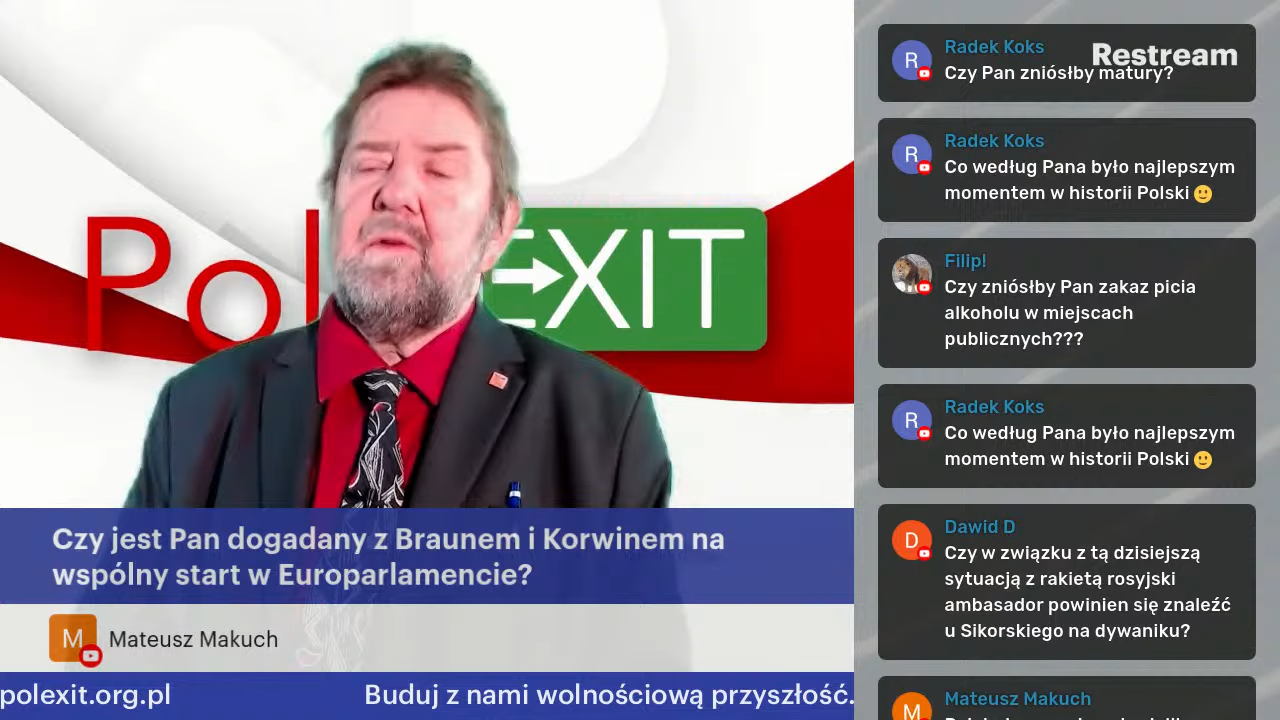 PolEXIT
Czy jest Pan dogadany z Braunem i Korwinem na
wspólny start w Europarlamencie?
M
Mateusz Makuch
polexit.org.pl
Buduj z nami wolnościową przyszłość.
Restream
R
Radek Koks
Czy Pan zniósłby matury?
R
Radek Koks
Co według Pana było najlepszym
momentem w historii Polski 🙂
Filip!
Czy zniósłby Pan zakaz picia
alkoholu w miejscach
publicznych???
R
Radek Koks
Co według Pana było najlepszym
momentem w historii Polski 🙂
D
Dawid D
Czy w związku z tą dzisiejszą
sytuacją z rakietą rosyjski
ambasador powinien się znaleźć
u Sikorskiego na dywaniku?
M
Mateusz Makuch